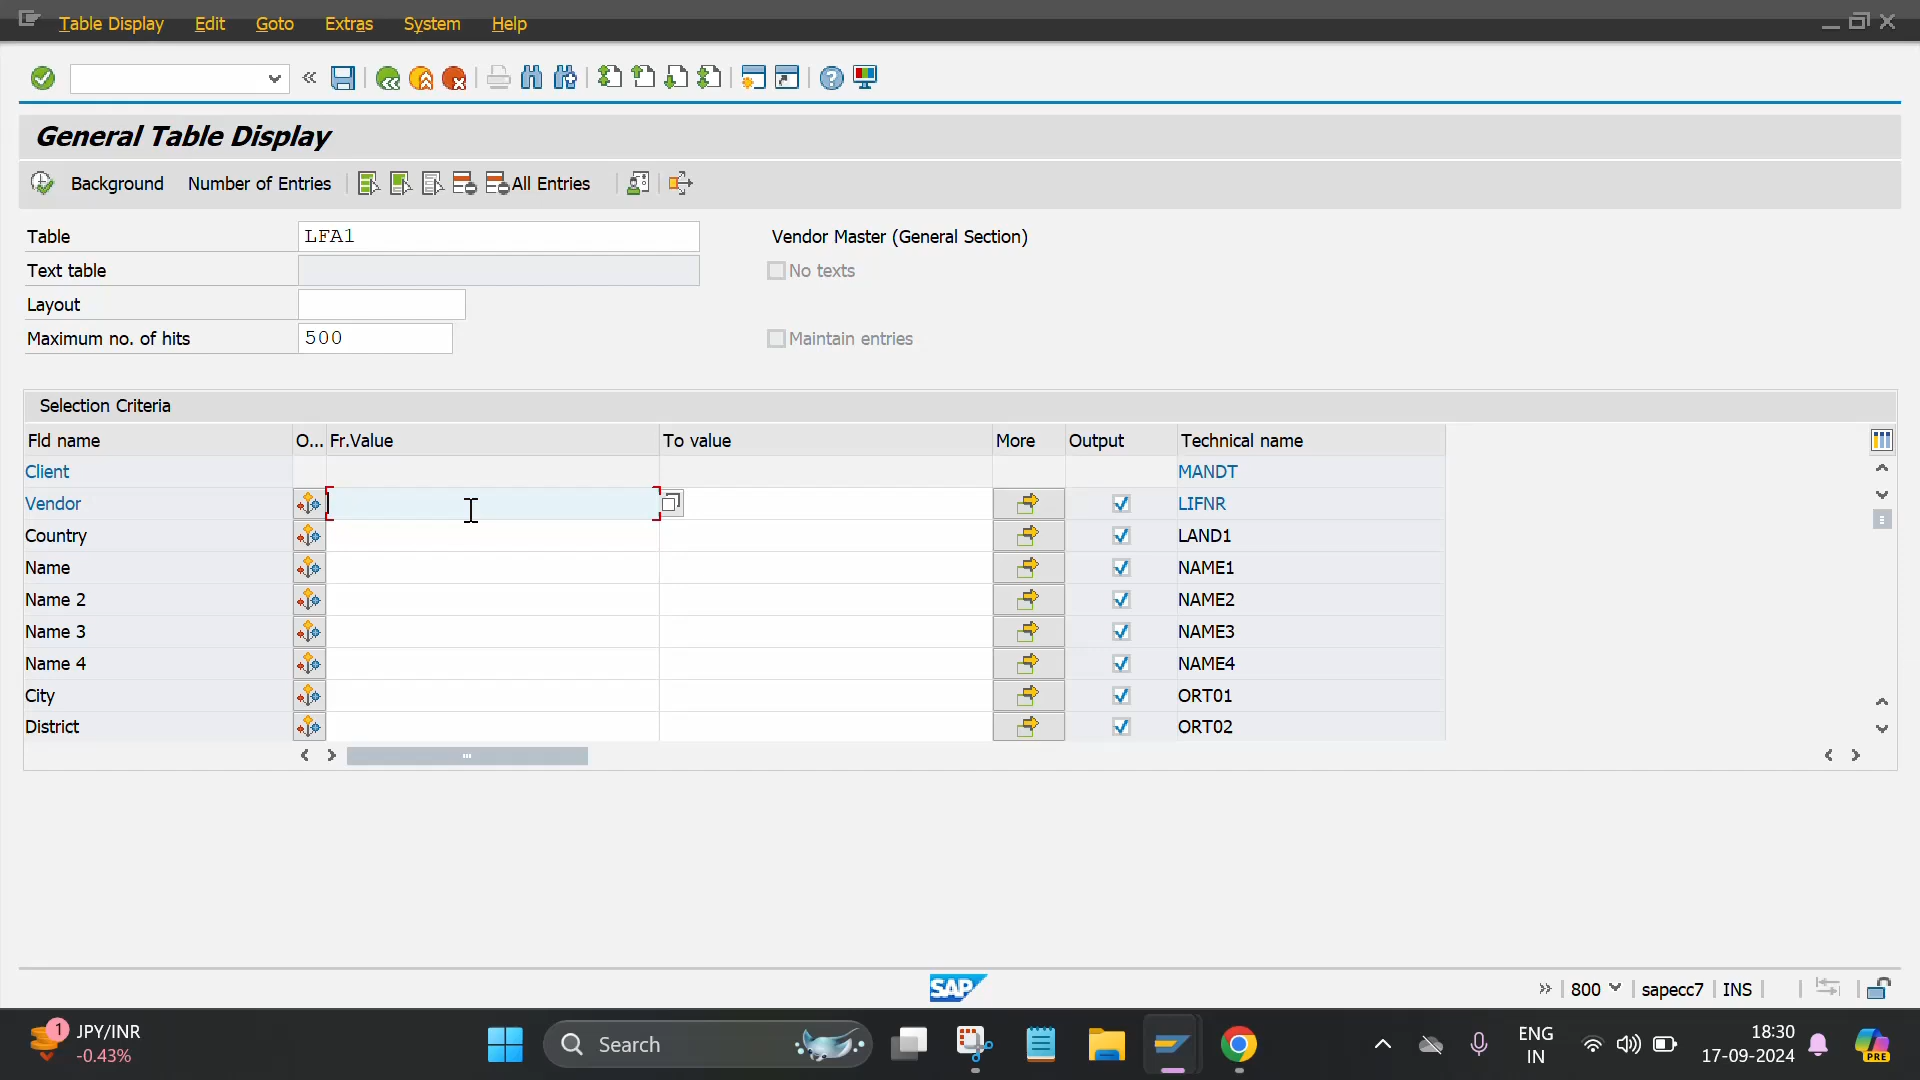 Table Display Edit Goto Extras System Help
General Table Display
Background Number of Entries All Entries
Table LFA1 Vendor Master (General Section)
Text table No texts
Layout
Maximum no. of hits 500 Maintain entries
Selection Criteria
Fld name O... Fr.Value To value More Output Technical name
Client MANDT
Vendor LIFNR
Country LAND1
Name NAME1
Name 2 NAME2
Name 3 NAME3
Name 4 NAME4
City ORT01
District ORT02
SAP 800 sapecc7 INS
1 JPY/INR
-0.43%
Search
ENG
IN
18:30
17-09-2024
PRE